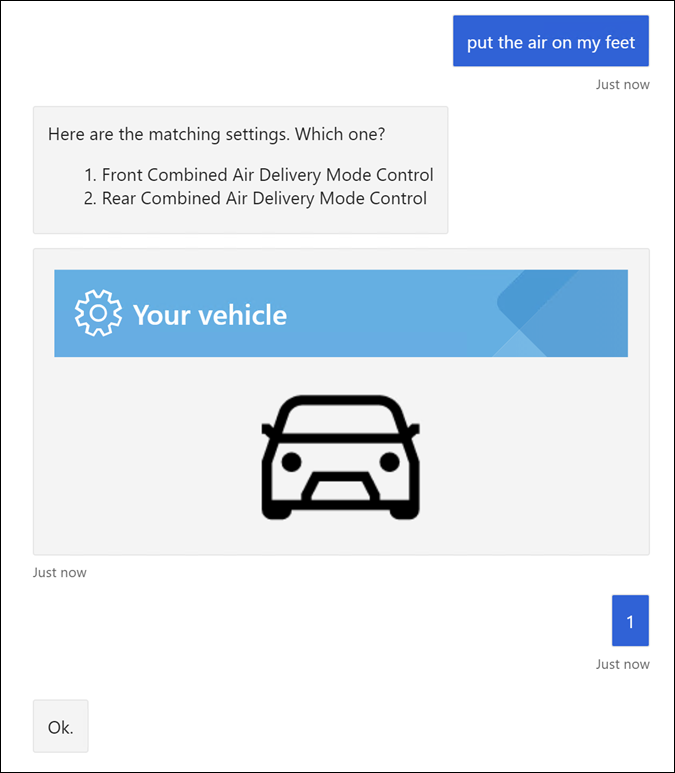 put the air on my feet
Just now
Here are the matching settings. Which one?
1. Front Combined Air Delivery Mode Control
2. Rear Combined Air Delivery Mode Control
Your vehicle
Just now
1
Just now
Ok.